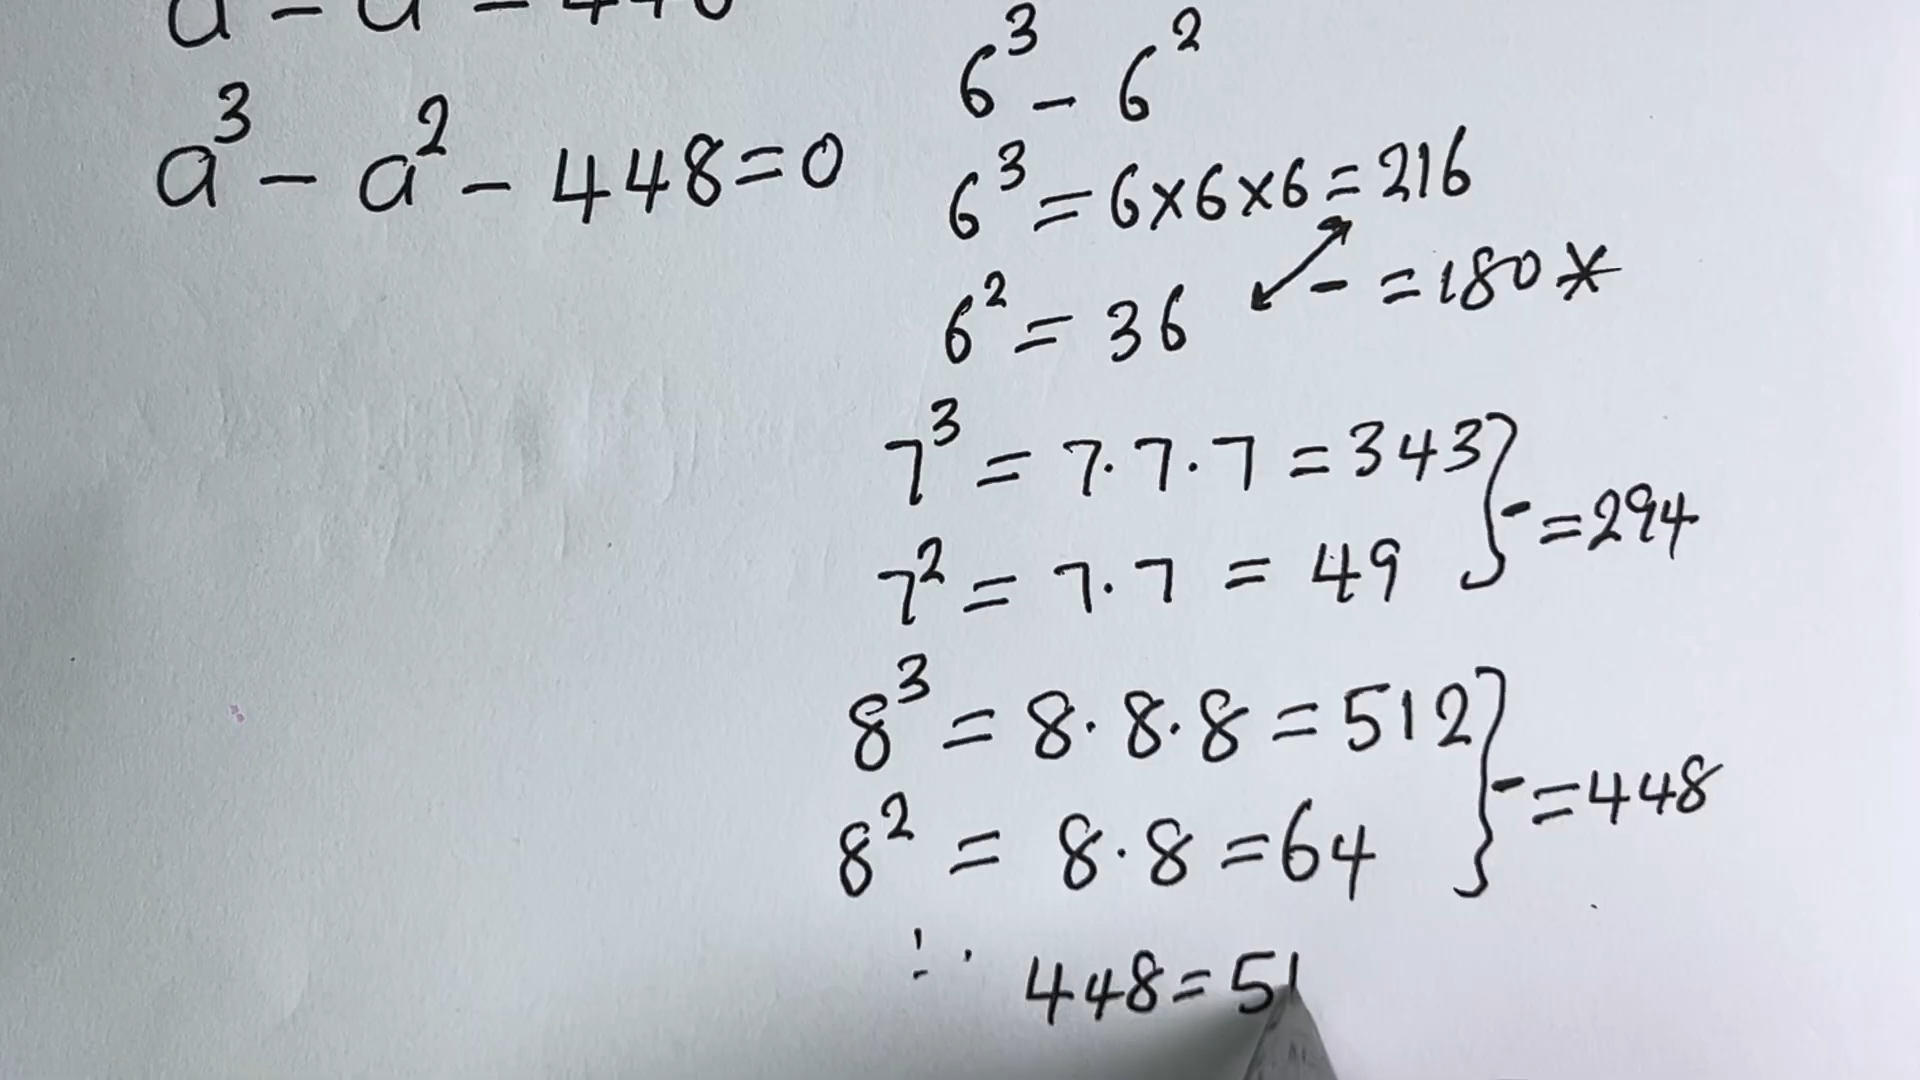 a³ - a² - 448 = 0
6³ - 6²
6³ = 6×6×6 = 216
- = 180 *
6² = 36
7³ = 7.7.7 = 343
- = 294
7² = 7.7 = 49
8³ = 8.8.8 = 512
- = 448
8² = 8.8 = 64
∴ 448 = 51